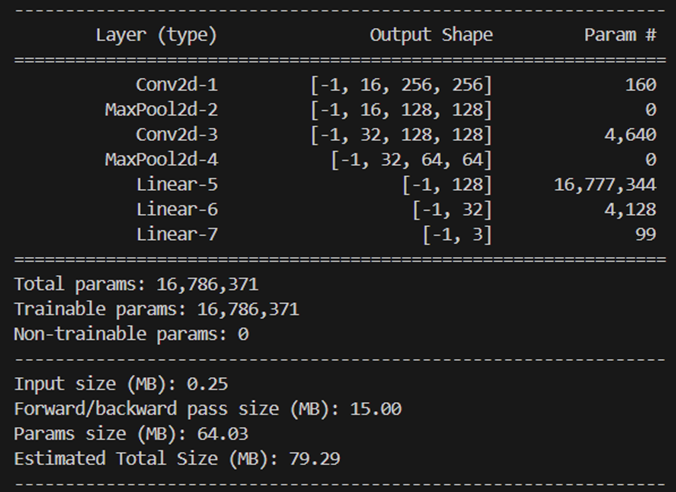 ----------------------------------------------------------------
Layer (type) Output Shape Param #
================================================================
Conv2d-1 [-1, 16, 256, 256] 160
MaxPool2d-2 [-1, 16, 128, 128] 0
Conv2d-3 [-1, 32, 128, 128] 4,640
MaxPool2d-4 [-1, 32, 64, 64] 0
Linear-5 [-1, 128] 16,777,344
Linear-6 [-1, 32] 4,128
Linear-7 [-1, 3] 99
================================================================
Total params: 16,786,371
Trainable params: 16,786,371
Non-trainable params: 0
----------------------------------------------------------------
Input size (MB): 0.25
Forward/backward pass size (MB): 15.00
Params size (MB): 64.03
Estimated Total Size (MB): 79.29
----------------------------------------------------------------